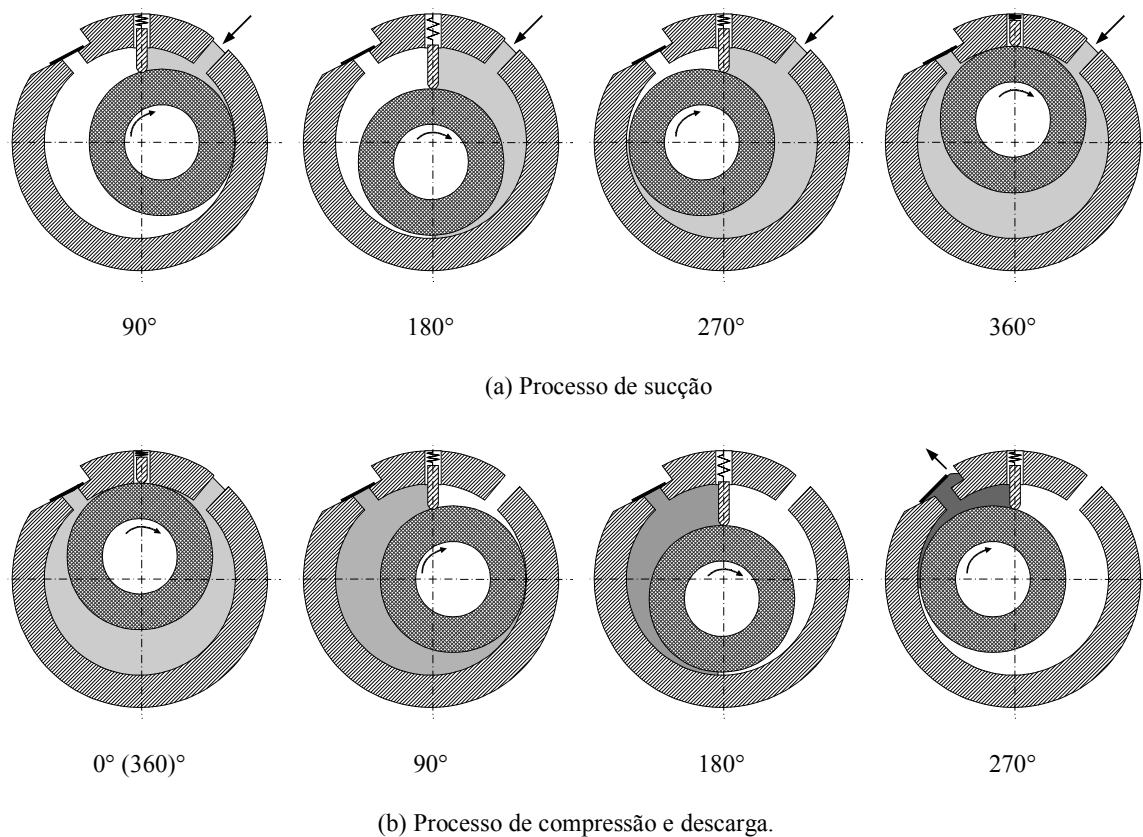 90° 180° 270° 360°
(a) Processo de sucção
0° (360)° 90° 180° 270°
(b) Processo de compressão e descarga.